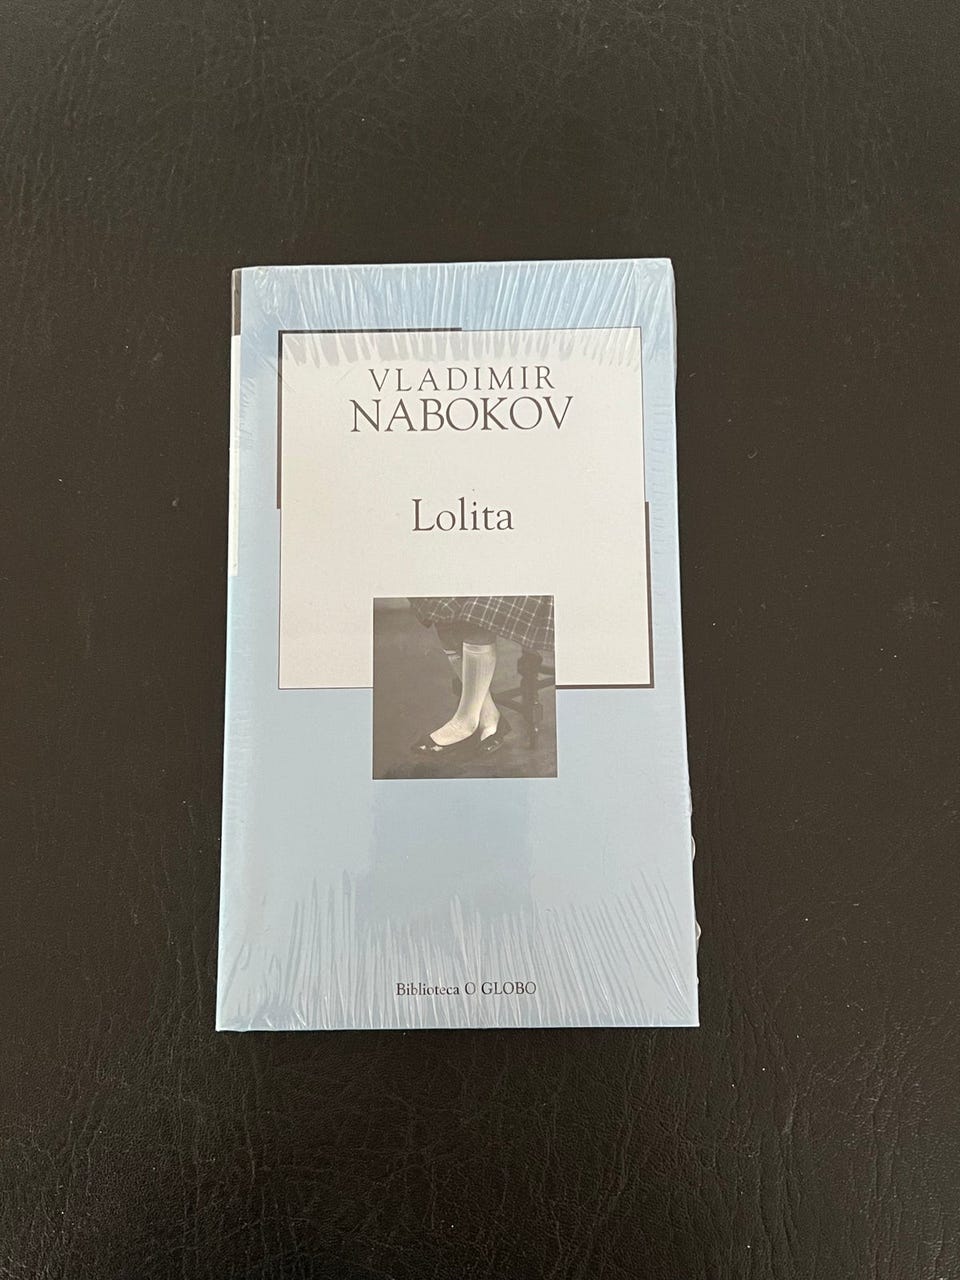 VLADIMIR
NABOKOV
Lolita
Biblioteca O GLOBO